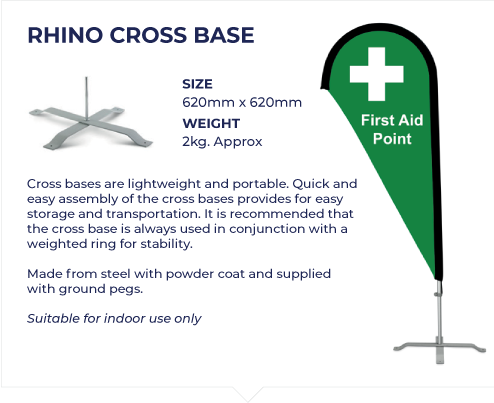 RHINO CROSS BASE
SIZE
620mm x 620mm
WEIGHT
2kg. Approx
First Aid
Point
Cross bases are lightweight and portable. Quick and
easy assembly of the cross bases provides for easy
storage and transportation. It is recommended that
the cross base is always used in conjunction with a
weighted ring for stability.
Made from steel with powder coat and supplied
with ground pegs.
Suitable for indoor use only